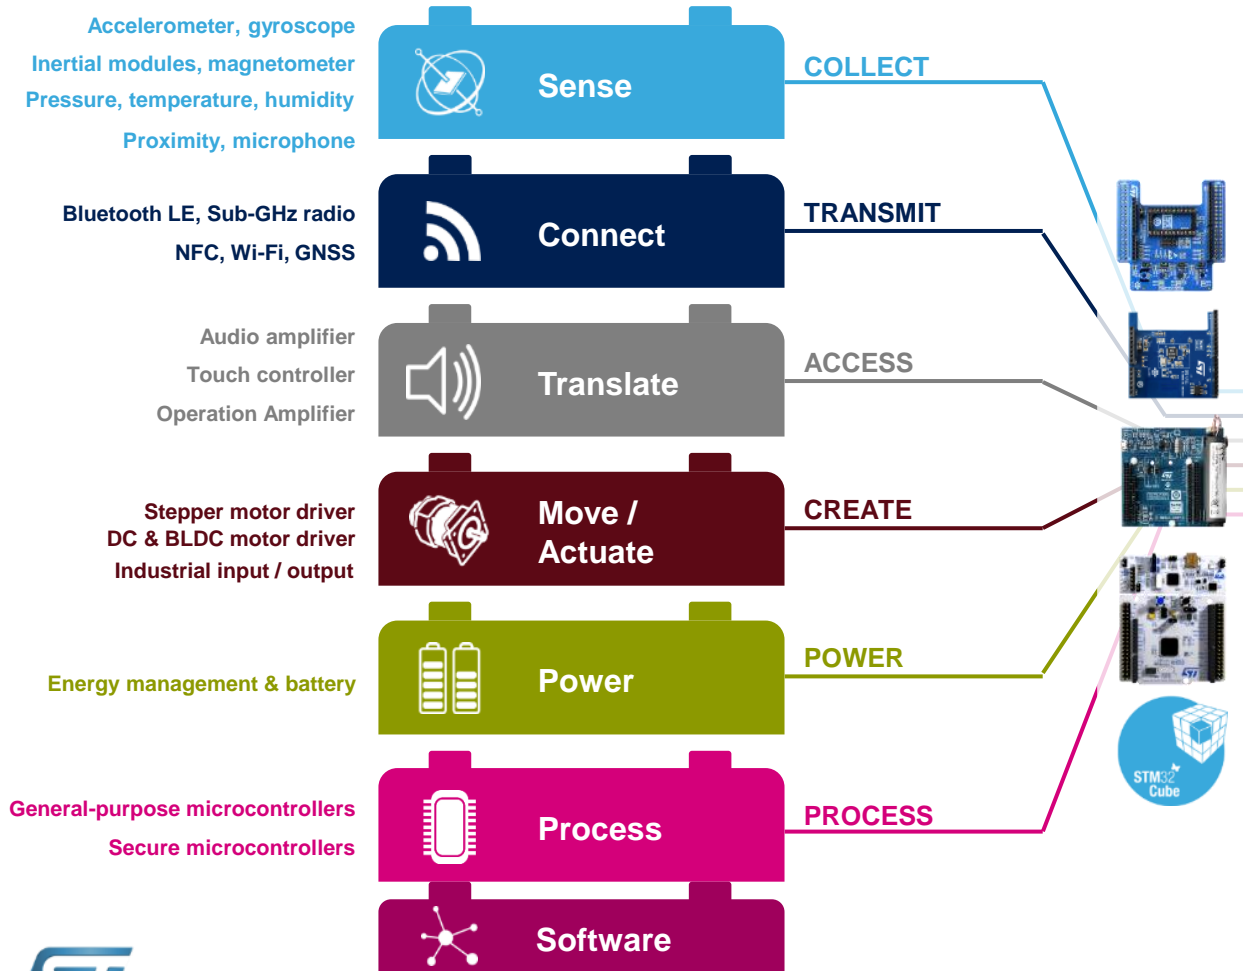 Accelerometer, gyroscope
Inertial modules, magnetometer
Pressure, temperature, humidity
Proximity, microphone
Sense
COLLECT
Bluetooth LE, Sub-GHz radio
NFC, Wi-Fi, GNSS
Connect
TRANSMIT
Audio amplifier
Touch controller
Operation Amplifier
Translate
ACCESS
Stepper motor driver
DC & BLDC motor driver
Industrial input / output
Move /
Actuate
CREATE
Energy management & battery
Power
POWER
General-purpose microcontrollers
Secure microcontrollers
Process
PROCESS
Software
STM32
Cube